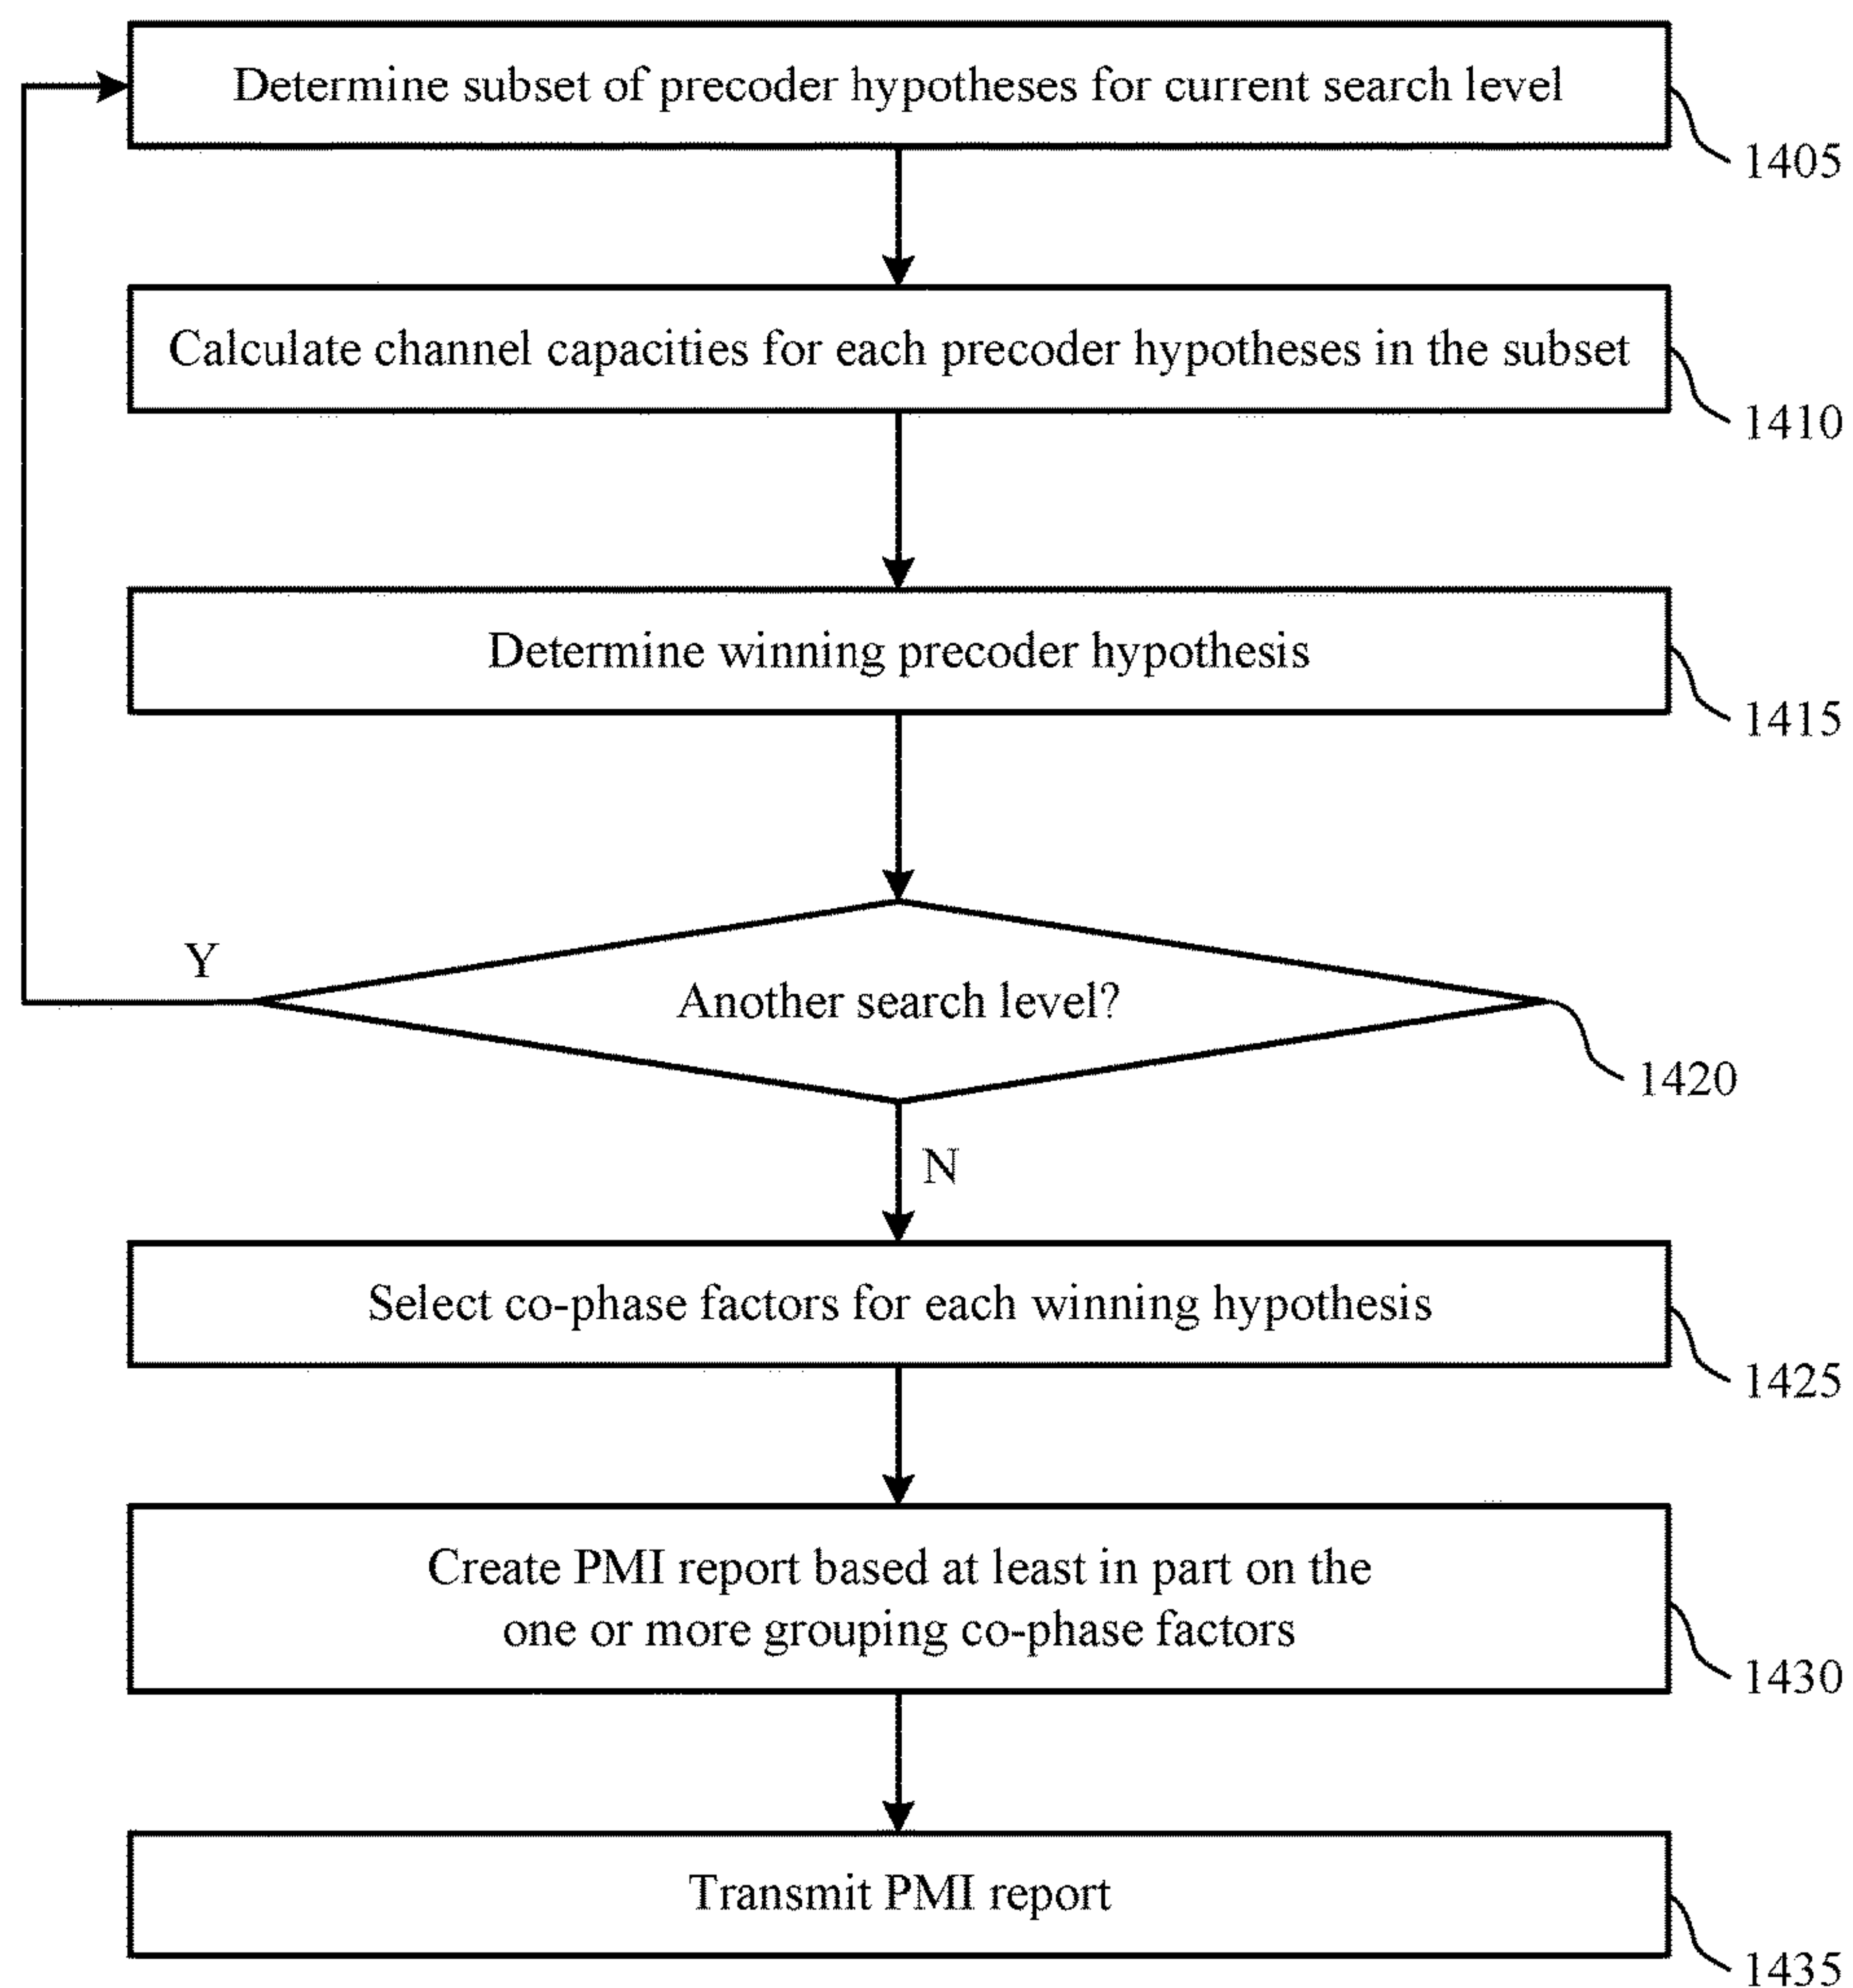 Determine subset of precoder hypotheses for current search level
1405
Calculate channel capacities for each precoder hypotheses in the subset
1410
Determine winning precoder hypothesis
1415
Y
Another search level?
1420
N
Select co-phase factors for each winning hypothesis
1425
Create PMI report based at least in part on the
one or more grouping co-phase factors
1430
Transmit PMI report
1435